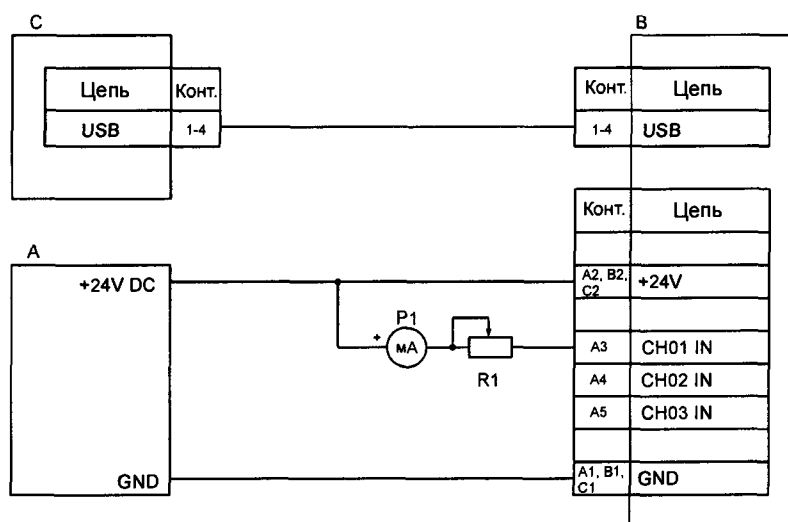 C
B
Цепь Конт.
USB 1-4
Конт. Цепь
1-4 USB
Конт. Цепь
A
+24V DC
A2, B2, C2 +24V
P1
+
мА
R1
A3 CH01 IN
A4 CH02 IN
A5 CH03 IN
GND
A1, B1, C1 GND